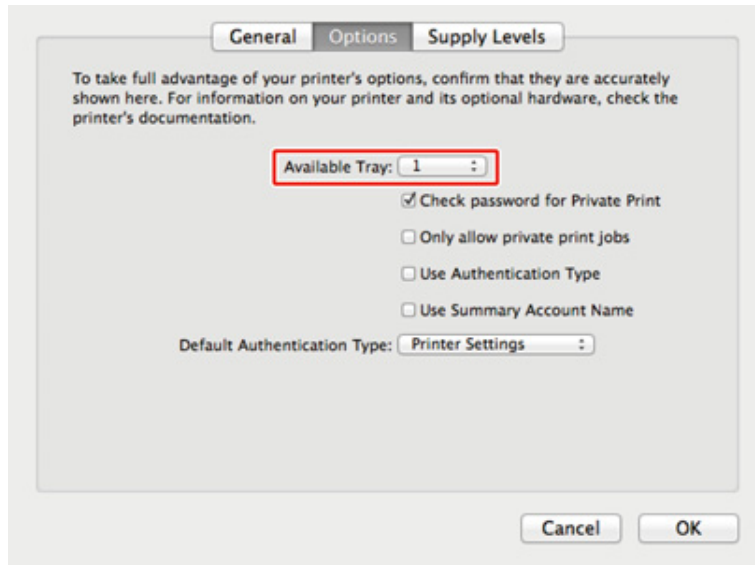 General Options Supply Levels
To take full advantage of your printer's options, confirm that they are accurately
shown here. For information on your printer and its optional hardware, check the
printer's documentation.
Available Tray: 1
Check password for Private Print
Only allow private print jobs
Use Authentication Type
Use Summary Account Name
Default Authentication Type: Printer Settings
Cancel OK